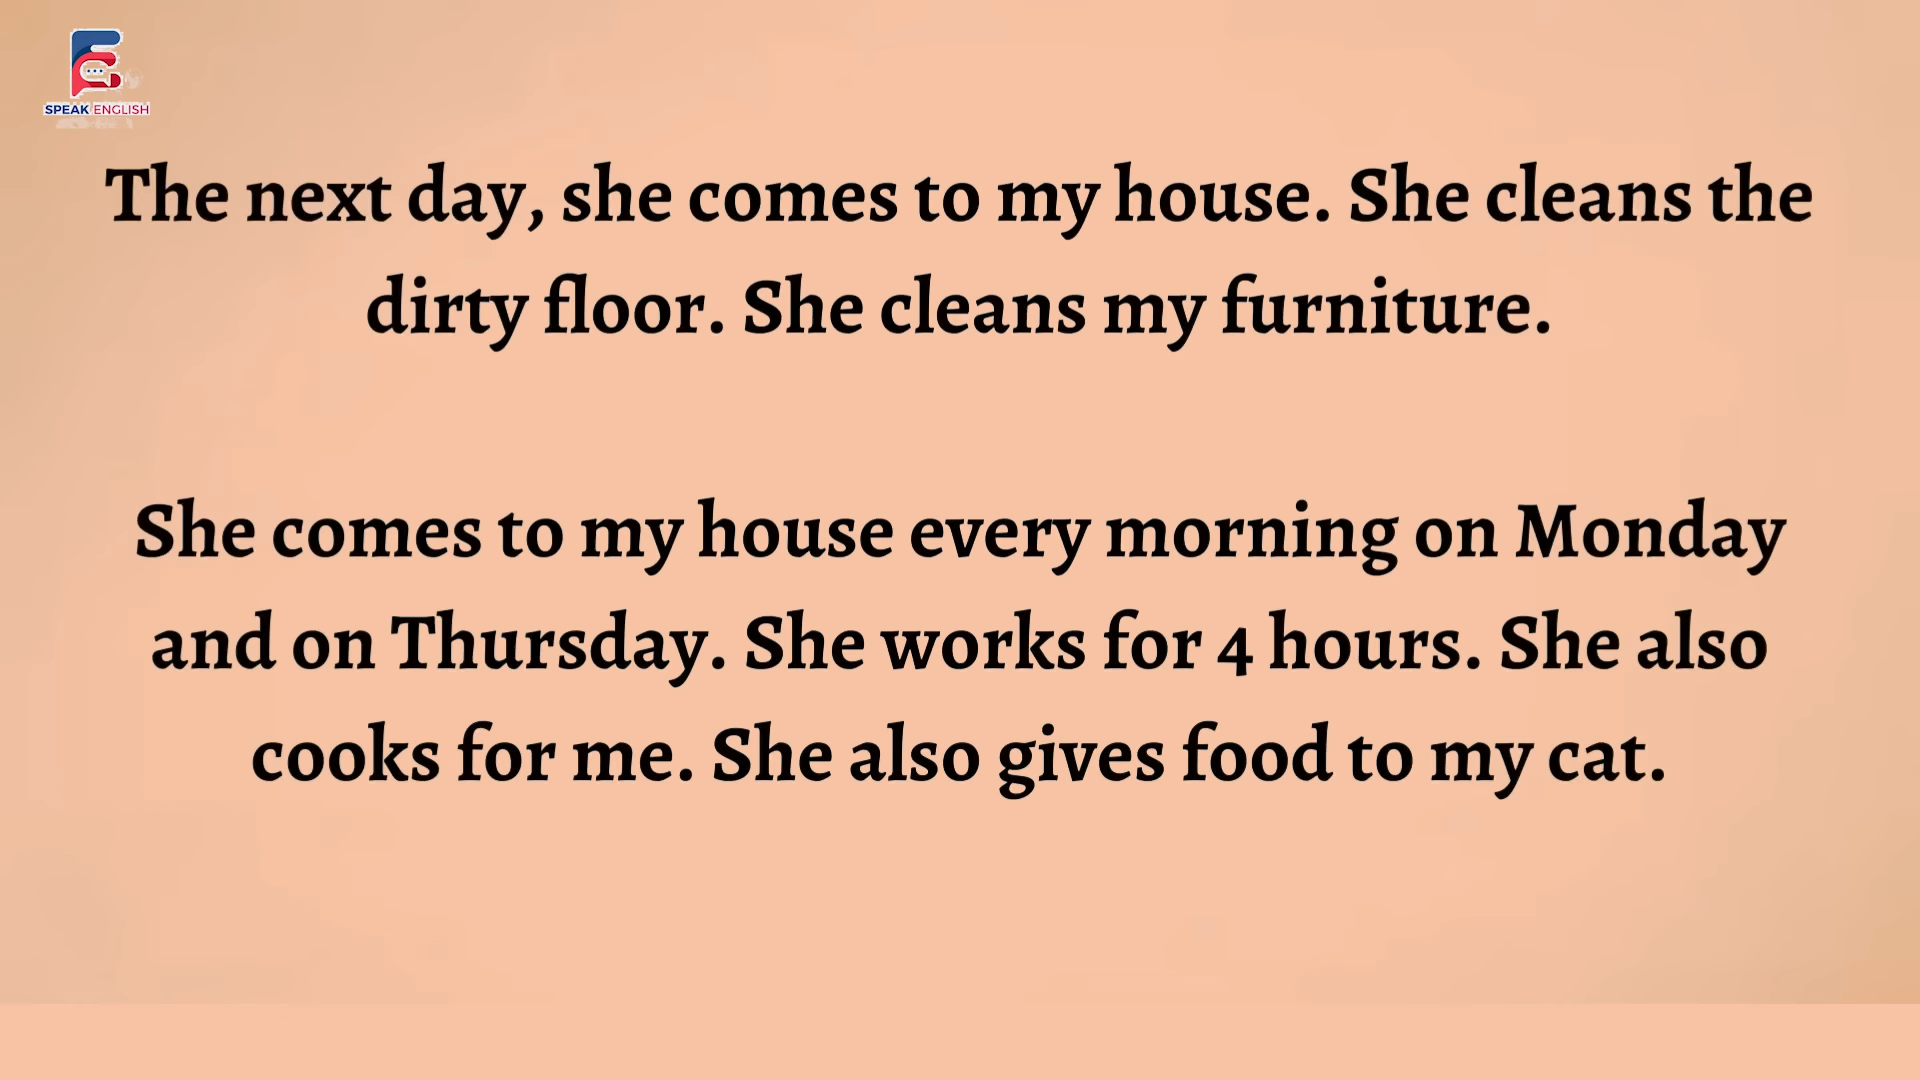 SPEAK ENGLISH
The next day, she comes to my house. She cleans the
dirty floor. She cleans my furniture.
She comes to my house every morning on Monday
and on Thursday. She works for 4 hours. She also
cooks for me. She also gives food to my cat.